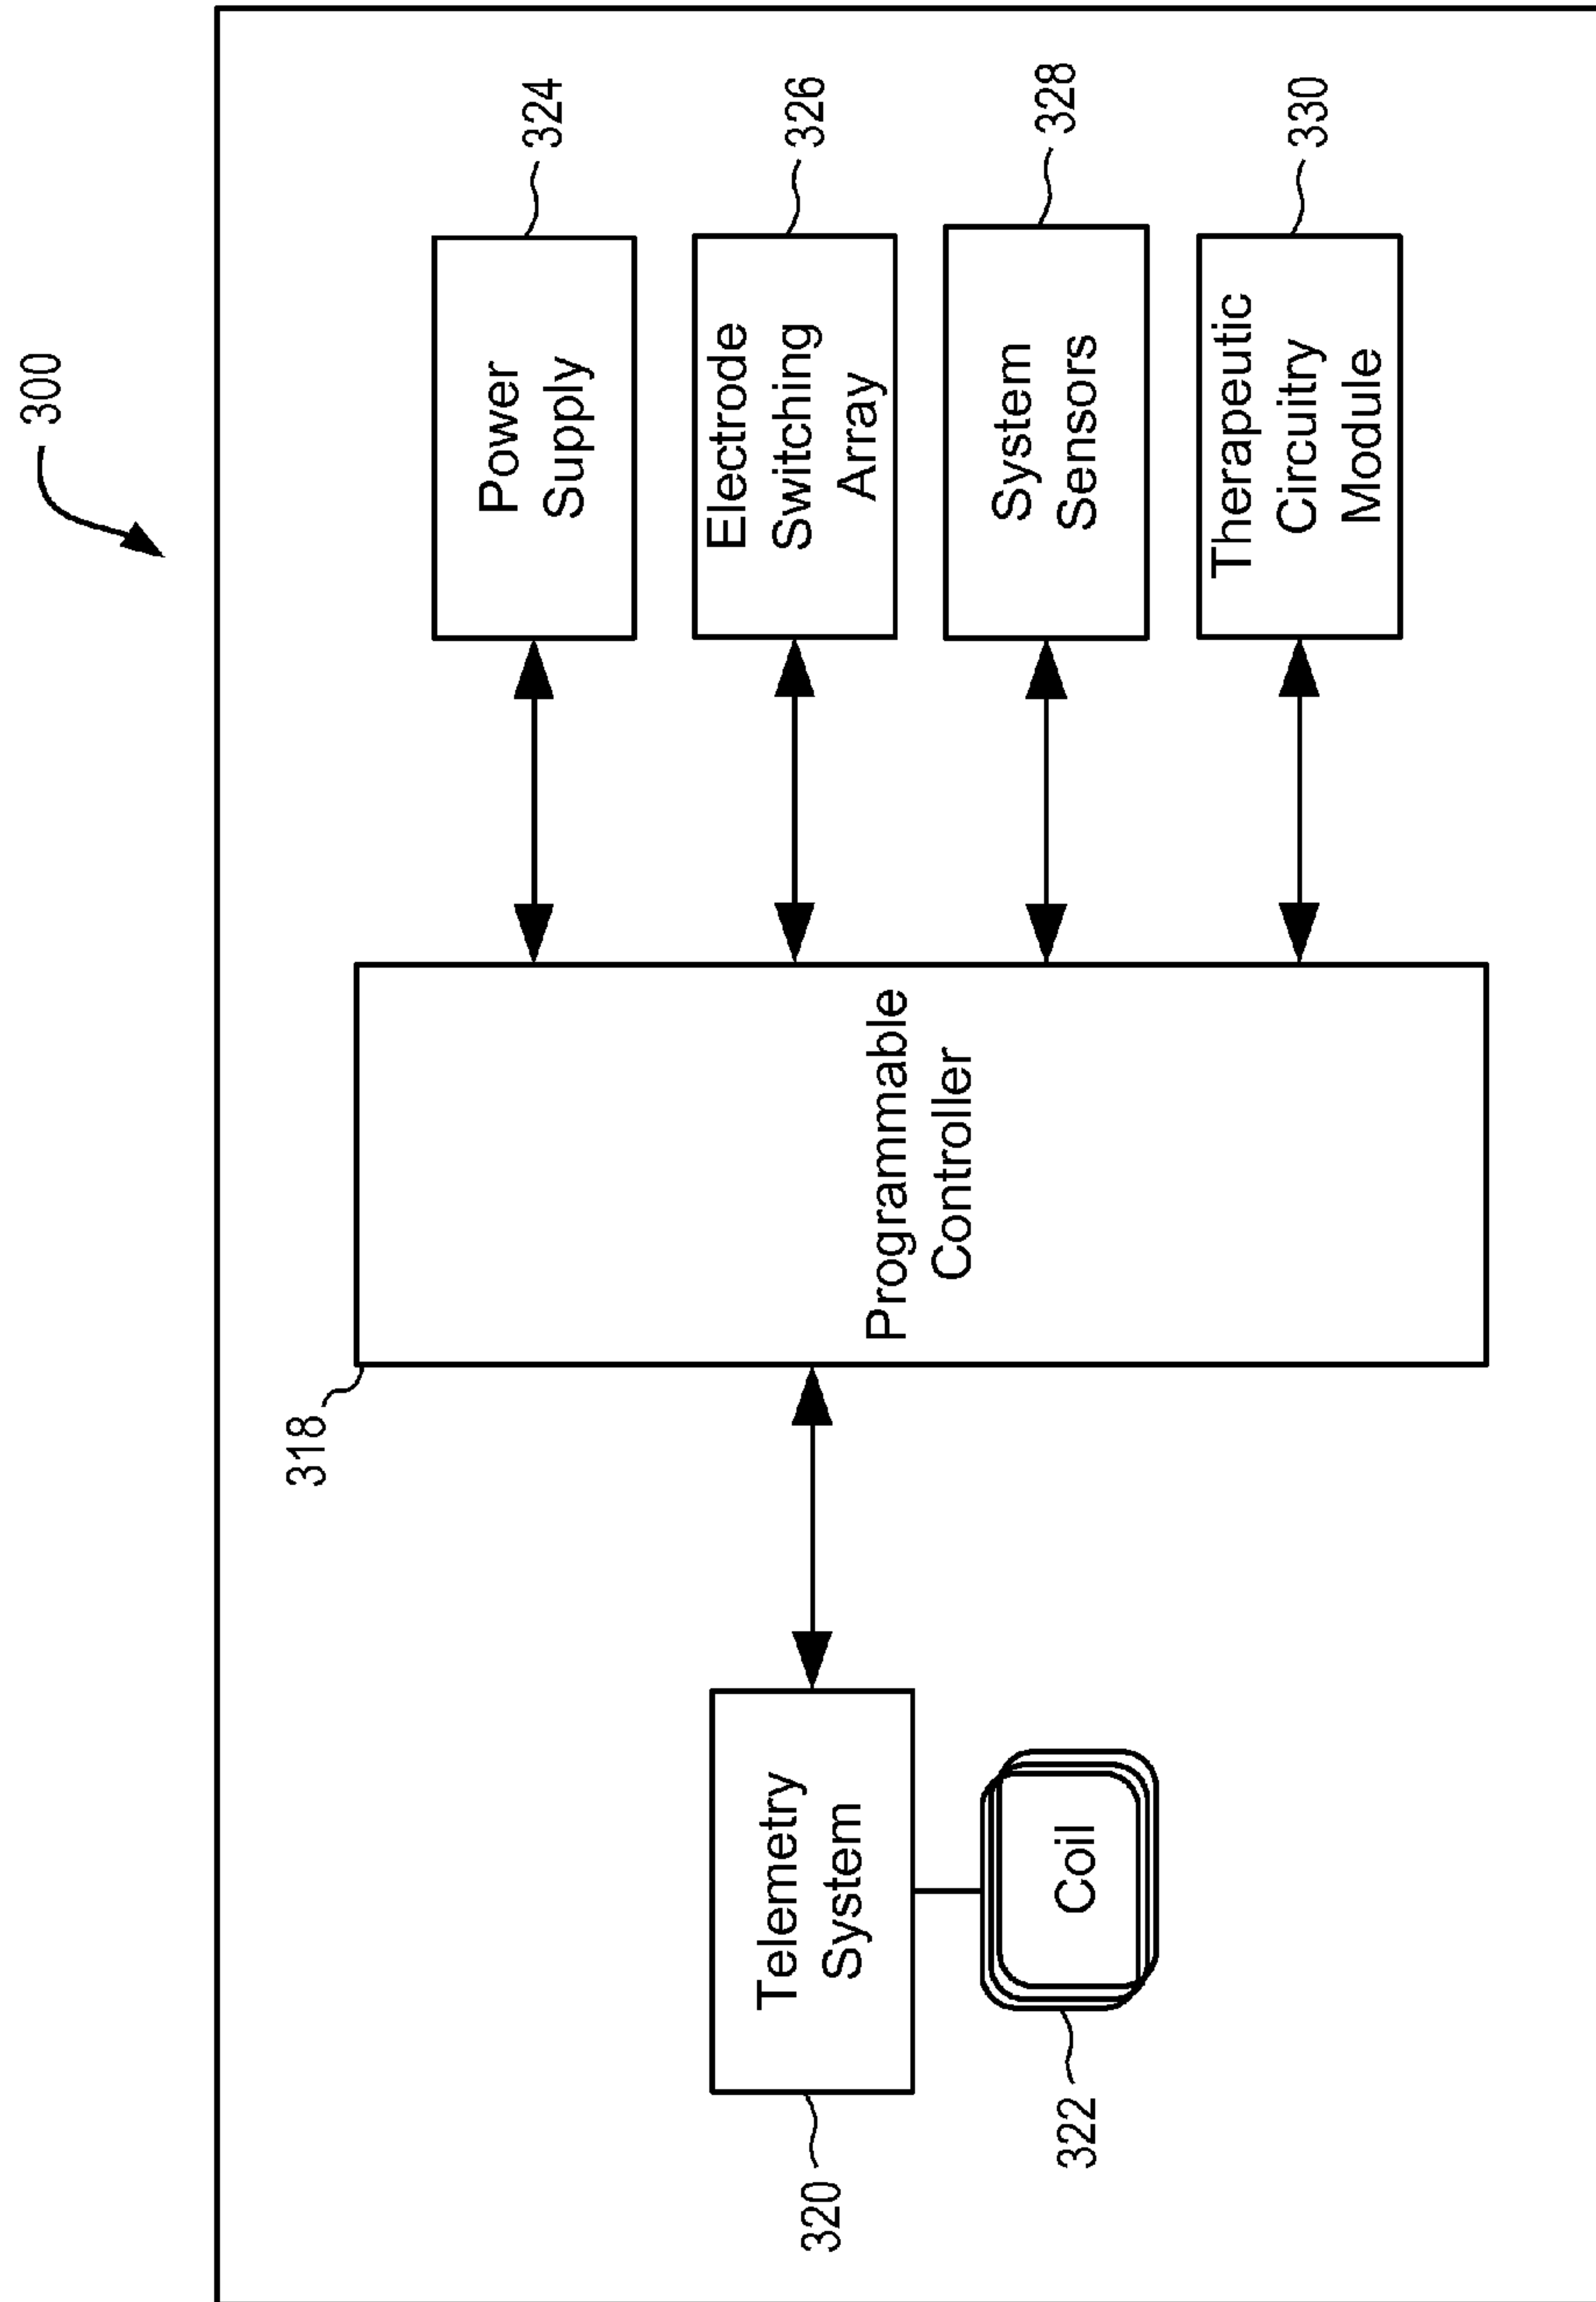 300
318
Programmable
Controller
320
Telemetry
System
322
Coil
324
Power
Supply
326
Electrode
Switching
Array
328
System
Sensors
330
Therapeutic
Circuitry
Module